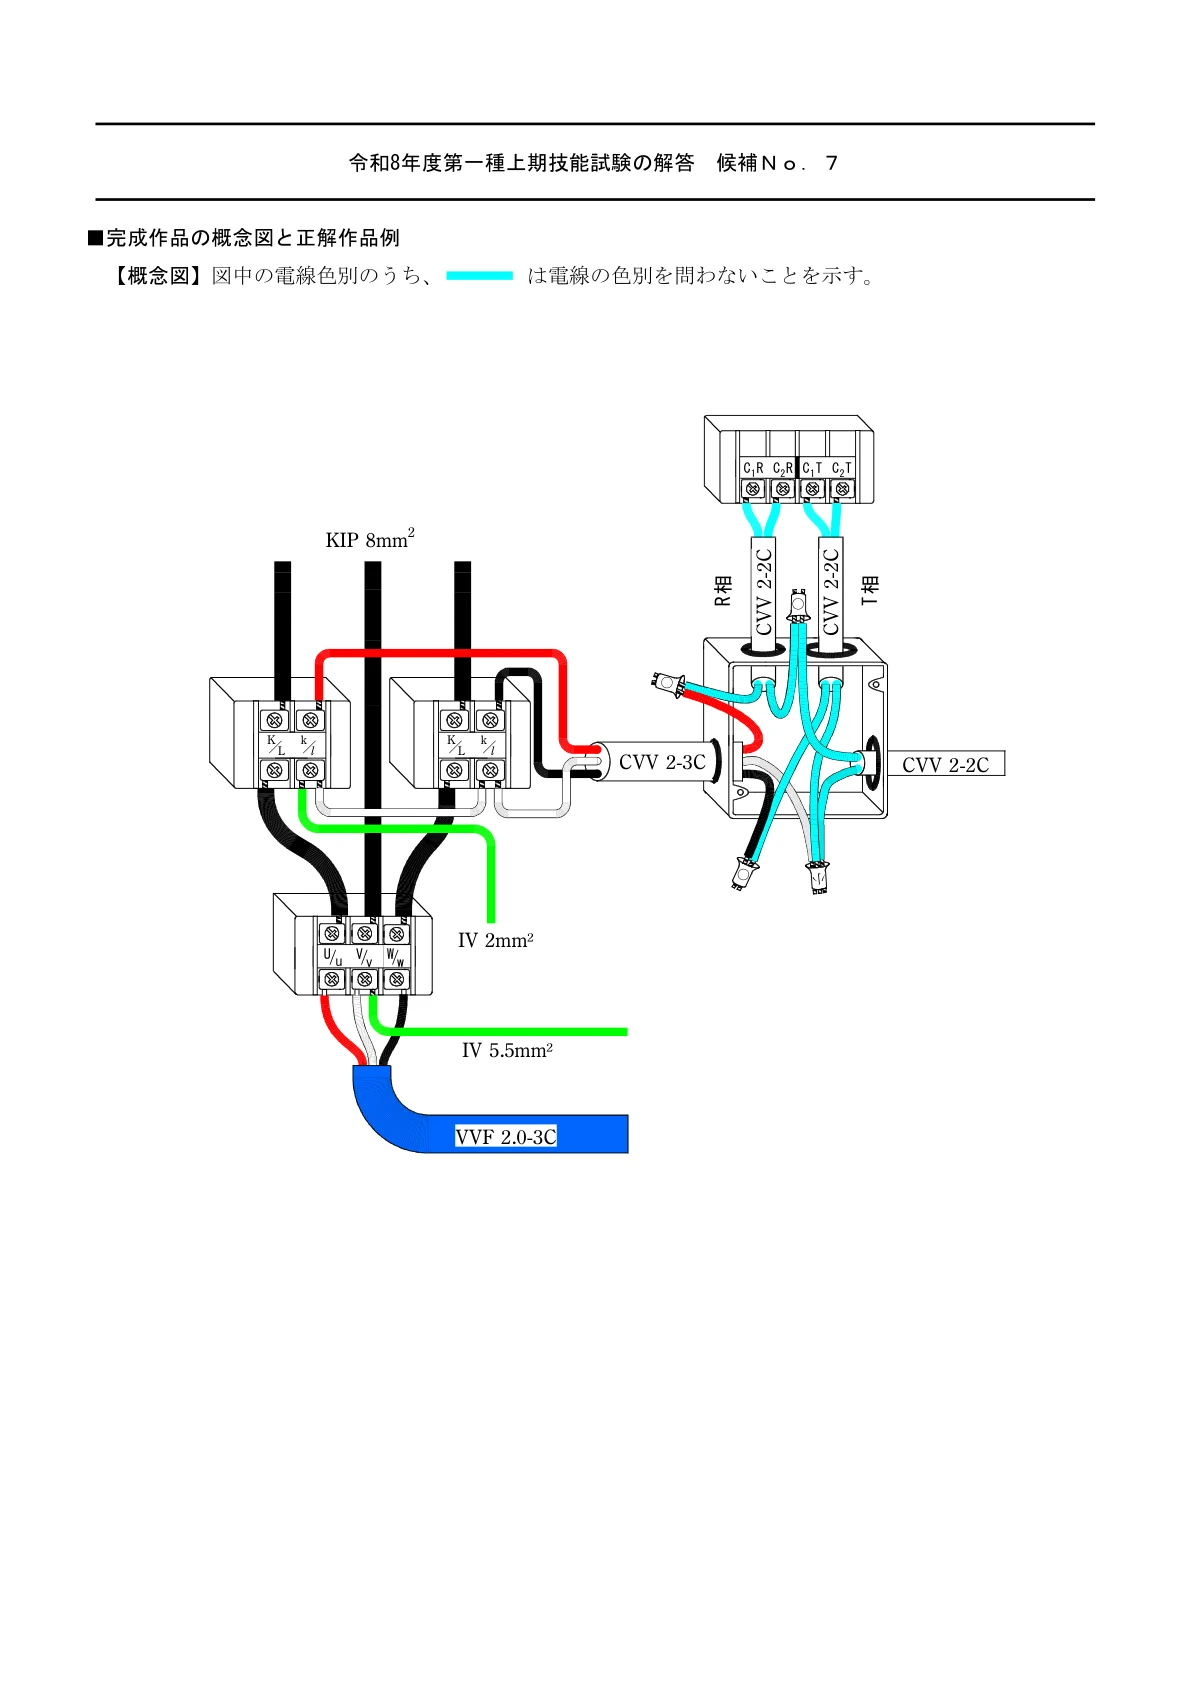 令和8年度第一種上期技能試験の解答　候補Ｎｏ．７
■完成作品の概念図と正解作品例
【概念図】図中の電線色別のうち、　　　は電線の色別を問わないことを示す。
C₁R C₂R C₁T C₂T
KIP 8mm²
R相
CVV 2-2C
CVV 2-2C
T相
K/L k/l
K/L k/l
CVV 2-3C
CVV 2-2C
IV 2mm²
U/u V/v W/w
IV 5.5mm²
VVF 2.0-3C